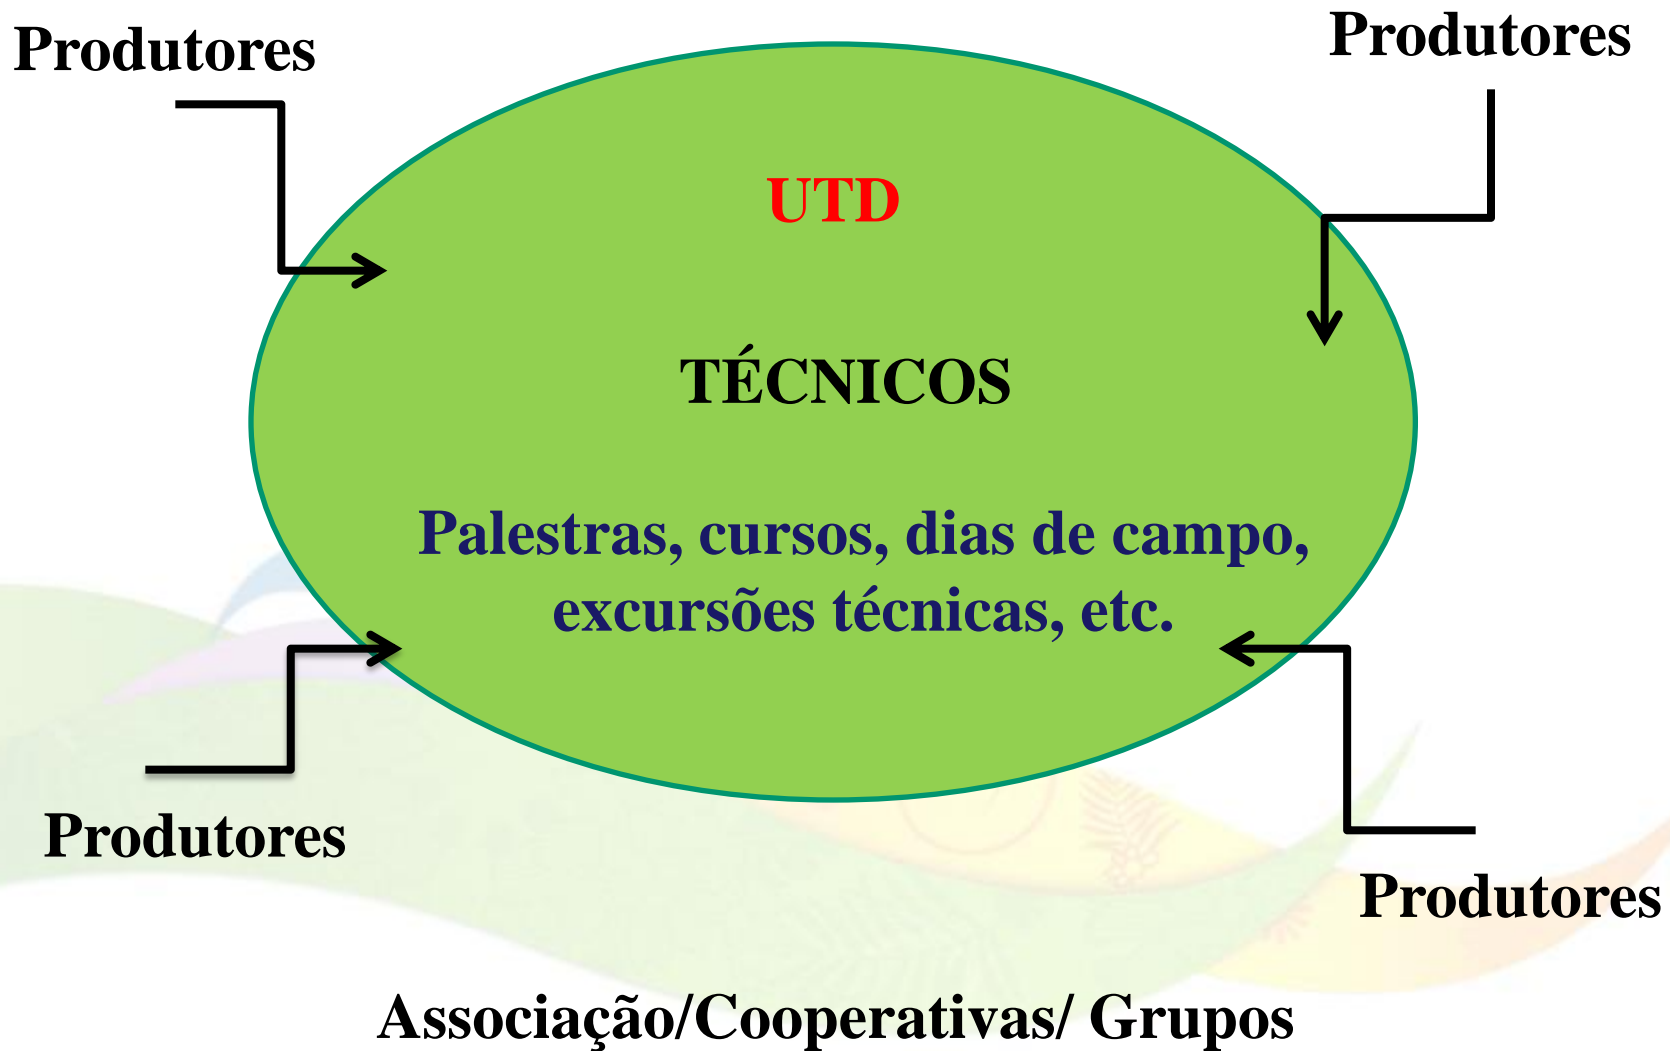 Produtores
Produtores
UTD
TÉCNICOS
Palestras, cursos, dias de campo,
excursões técnicas, etc.
Produtores
Produtores
Associação/Cooperativas/ Grupos